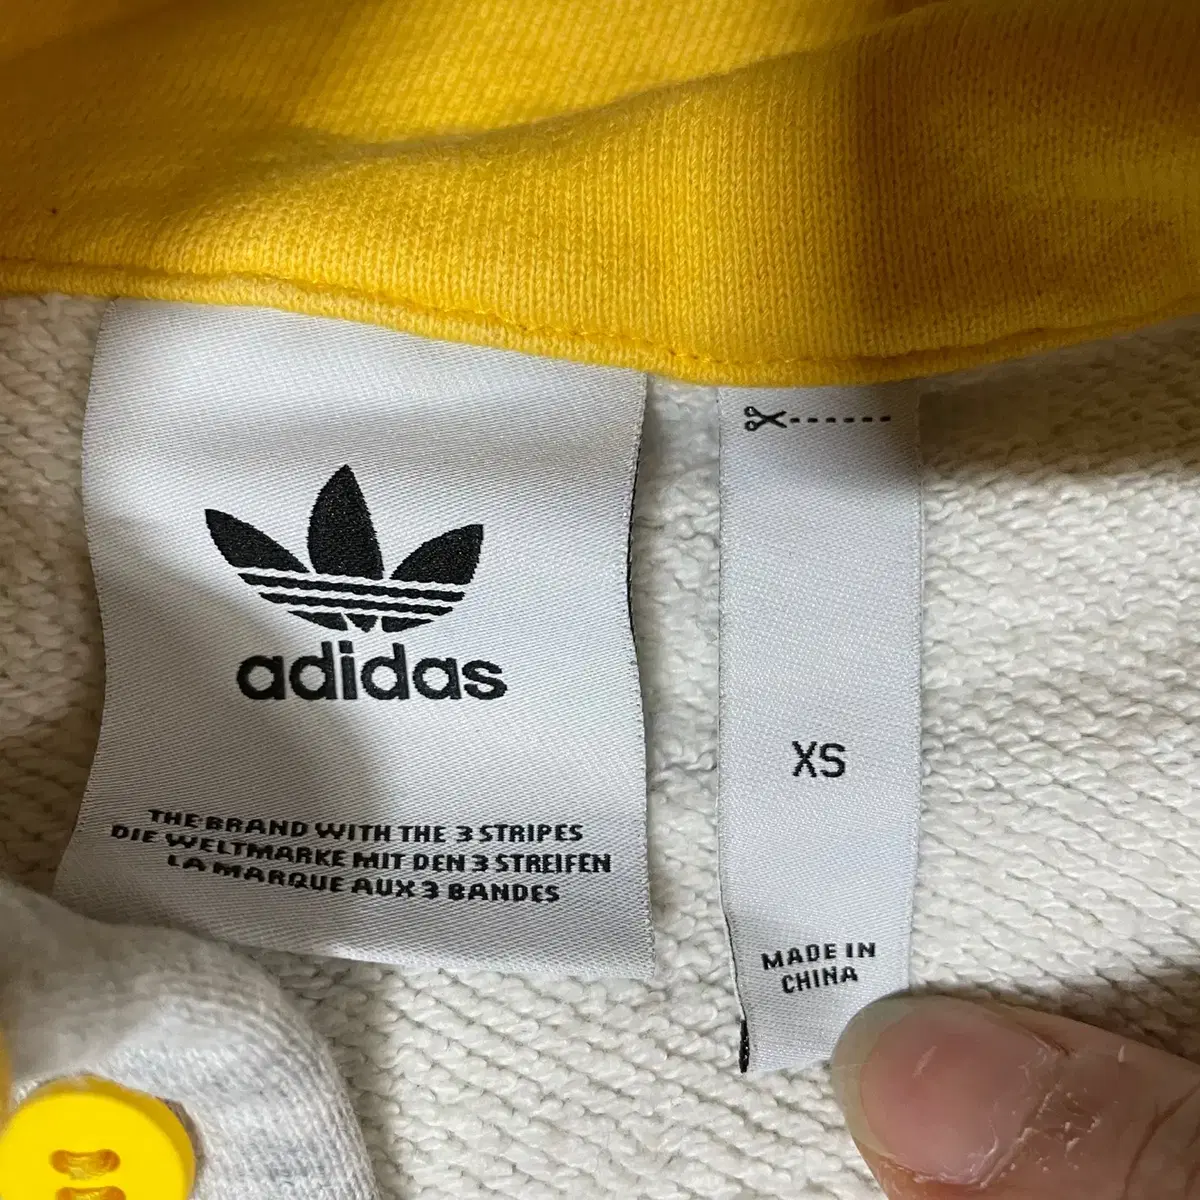 adidas
THE BRAND WITH THE 3 STRIPES
DIE WELTMARKE MIT DEN 3 STREIFEN
LA MARQUE AUX 3 BANDES
XS
MADE IN
CHINA